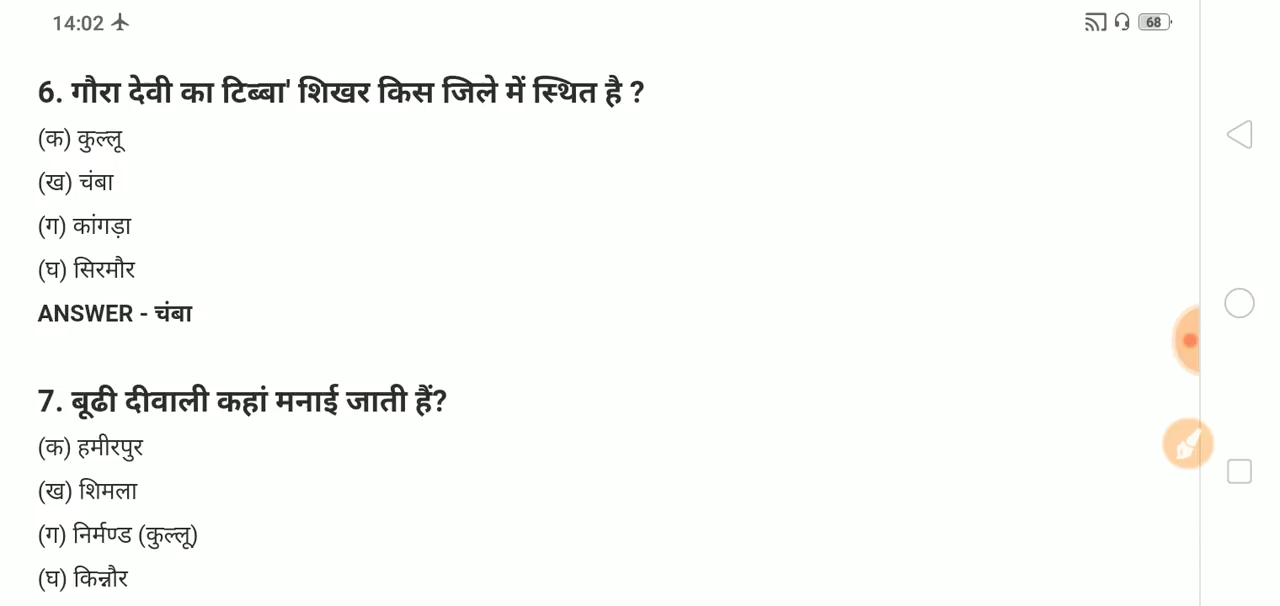 14:02
68
6. गौरा देवी का टिब्बा' शिखर किस जिले में स्थित है ?
(क) कुल्लू
(ख) चंबा
(ग) कांगड़ा
(घ) सिरमौर
ANSWER - चंबा
7. बूढी दीवाली कहां मनाई जाती हैं?
(क) हमीरपुर
(ख) शिमला
(ग) निर्मण्ड (कुल्लू)
(घ) किन्नौर